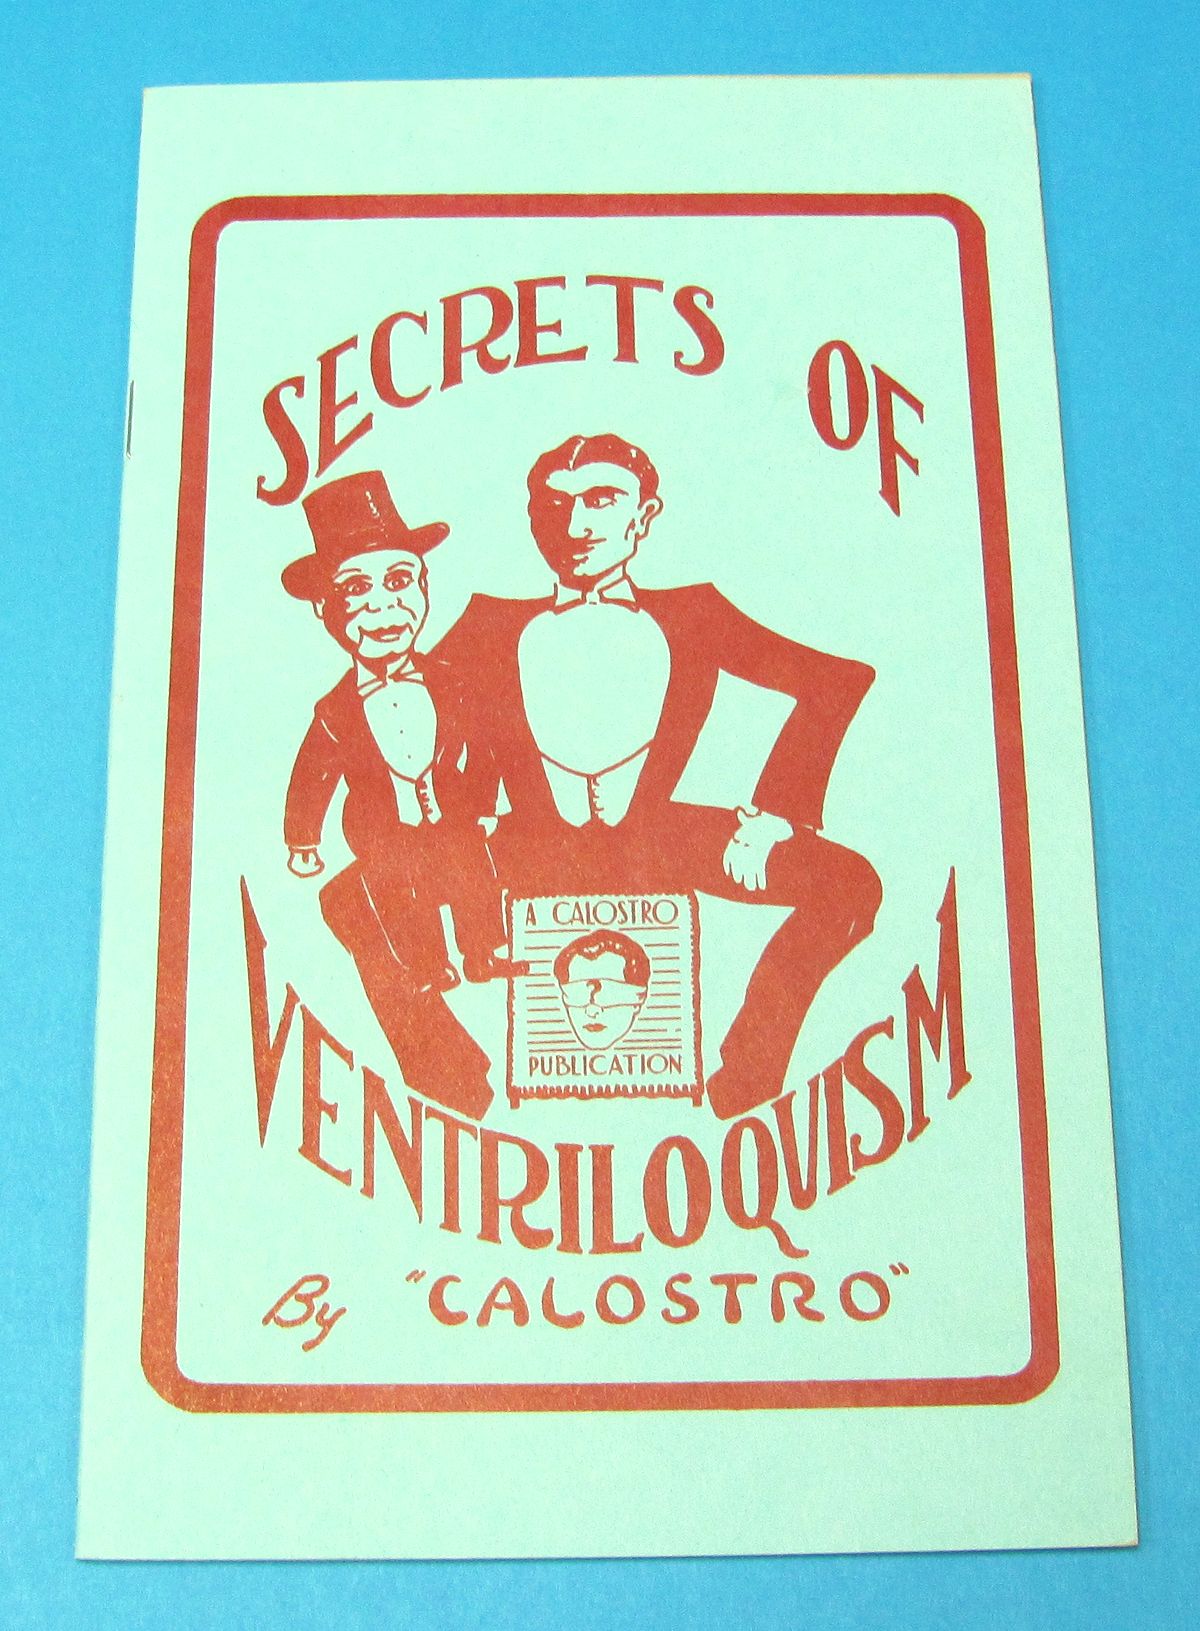 SECRETS OF
A CALOSTRO
?
PUBLICATION
VENTRILOQUISM
By "CALOSTRO"